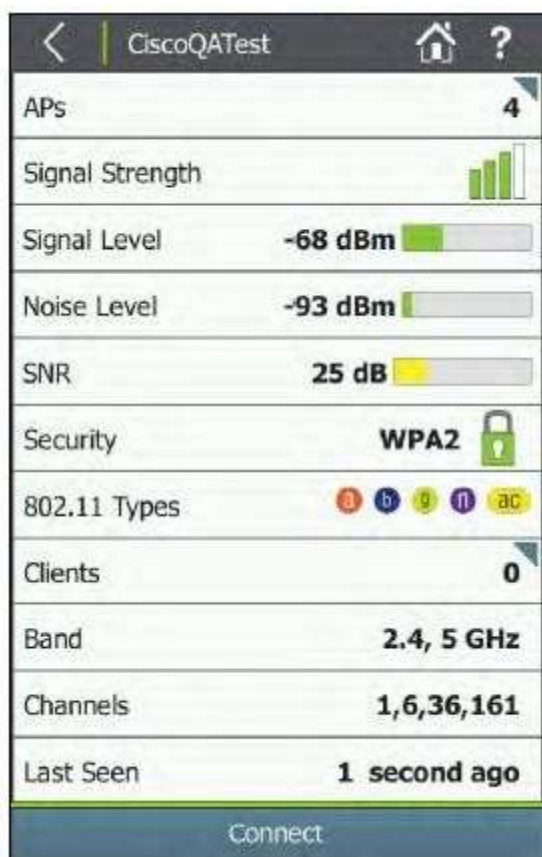 CiscoQATest ?
APs 4
Signal Strength
Signal Level -68 dBm
Noise Level -93 dBm
SNR 25 dB
Security WPA2
802.11 Types a b g n ac
Clients 0
Band 2.4, 5 GHz
Channels 1,6,36,161
Last Seen 1 second ago
Connect